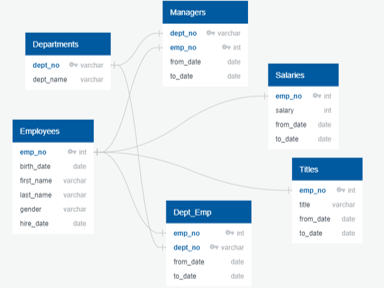 Departments
dept_no varchar
dept_name varchar
Managers
dept_no varchar
emp_no int
from_date date
to_date date
Salaries
emp_no int
salary int
from_date date
to_date date
Employees
emp_no int
birth_date date
first_name varchar
last_name varchar
gender varchar
hire_date date
Titles
emp_no int
title varchar
from_date date
to_date date
Dept_Emp
emp_no int
dept_no varchar
from_date date
to_date date